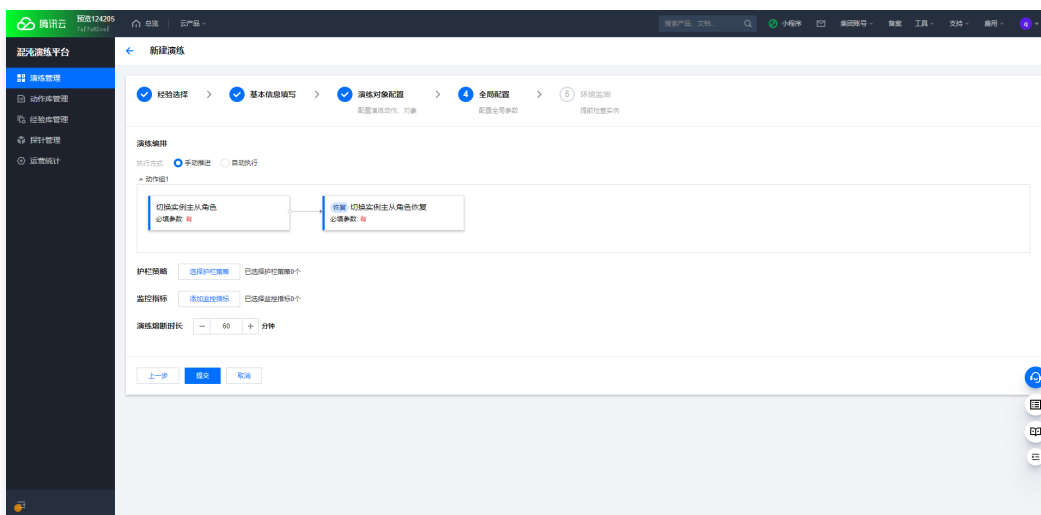 腾讯云 预览124205 总览 云产品 搜索产品、文档... 小程序 集团账号 备案 工具 支持 费用 q
混沌演练平台 新建演练
演练管理
动作库管理
经验库管理
探针管理
运营统计
经验选择 基本信息填写 演练对象配置 4 全局配置 5 环境监测
配置演练动作、对象 配置全局参数 提前检查实例
演练编排
执行方式 手动推进 自动执行
动作组1
切换实例主从角色 恢复 切换实例主从角色恢复
必填参数: 有 必填参数: 有
护栏策略 选择护栏策略 已选择护栏策略0个
监控指标 添加监控指标 已选择监控指标0个
演练熔断时长 － 60 ＋ 分钟
上一步 提交 取消